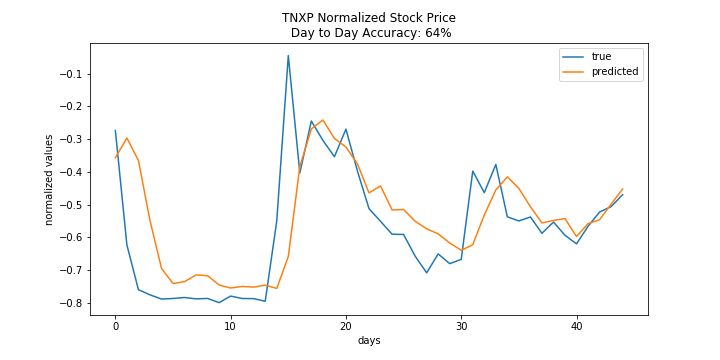 TNXP Normalized Stock Price
Day to Day Accuracy: 64%
true
predicted
−0.1
−0.2
−0.3
−0.4
−0.5
−0.6
−0.7
−0.8
normalized values
0
10
20
30
40
days